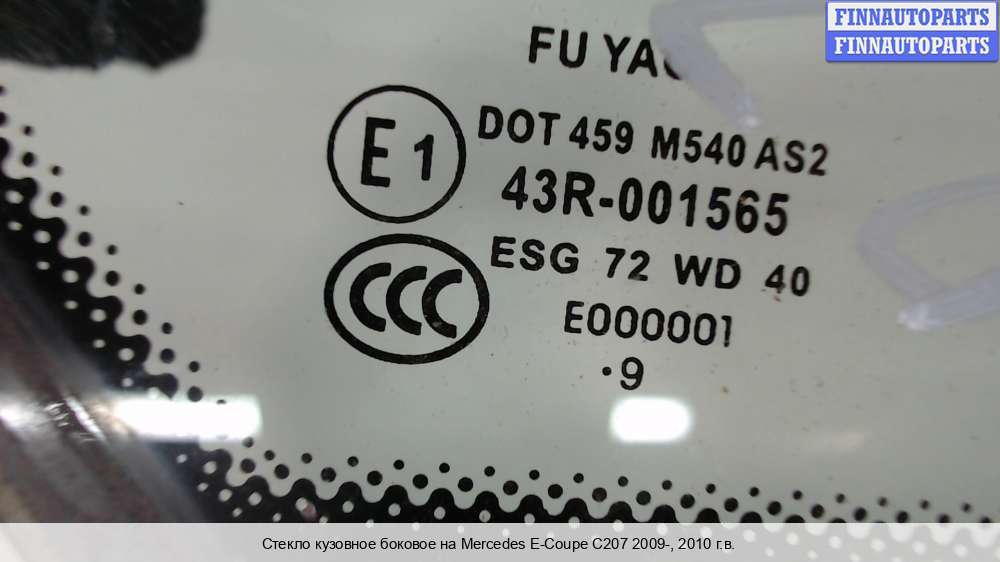 FINNAUTOPARTS
FINNAUTOPARTS
FU YAO
E1
DOT 459 M540 AS2
43R-001565
CCC
ESG 72 WD 40
E000001
·9
Стекло кузовное боковое на Mercedes E-Coupe C207 2009-, 2010 г.в.